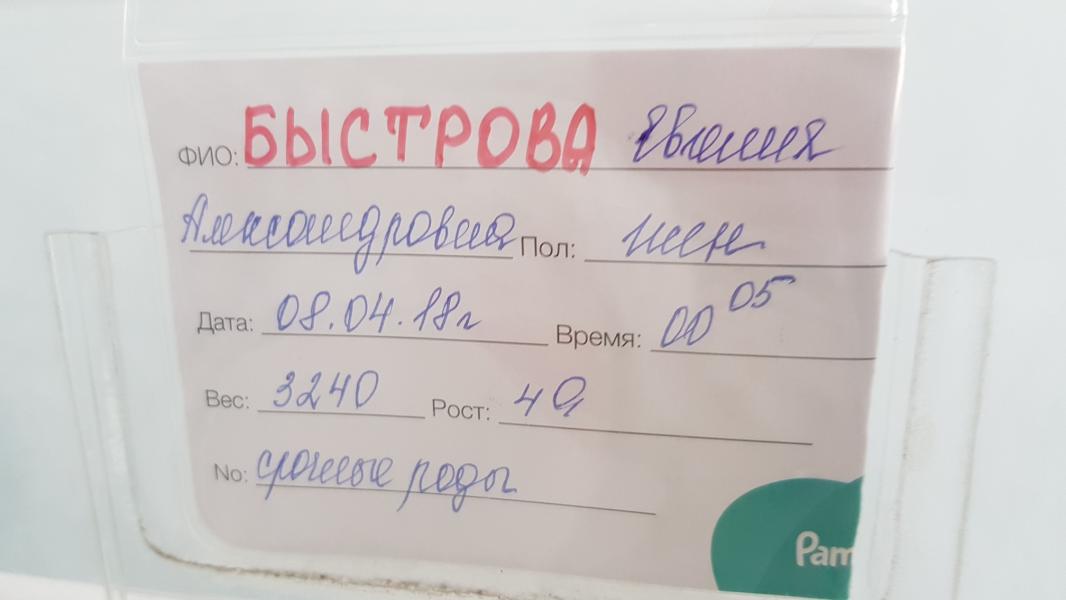 ФИО: БЫСТРОВА Евгения
Александровна Пол: жен
Дата: 08.04.18г Время: 00 05
Вес: 3240 Рост: 49
No: срочные роды
Pam